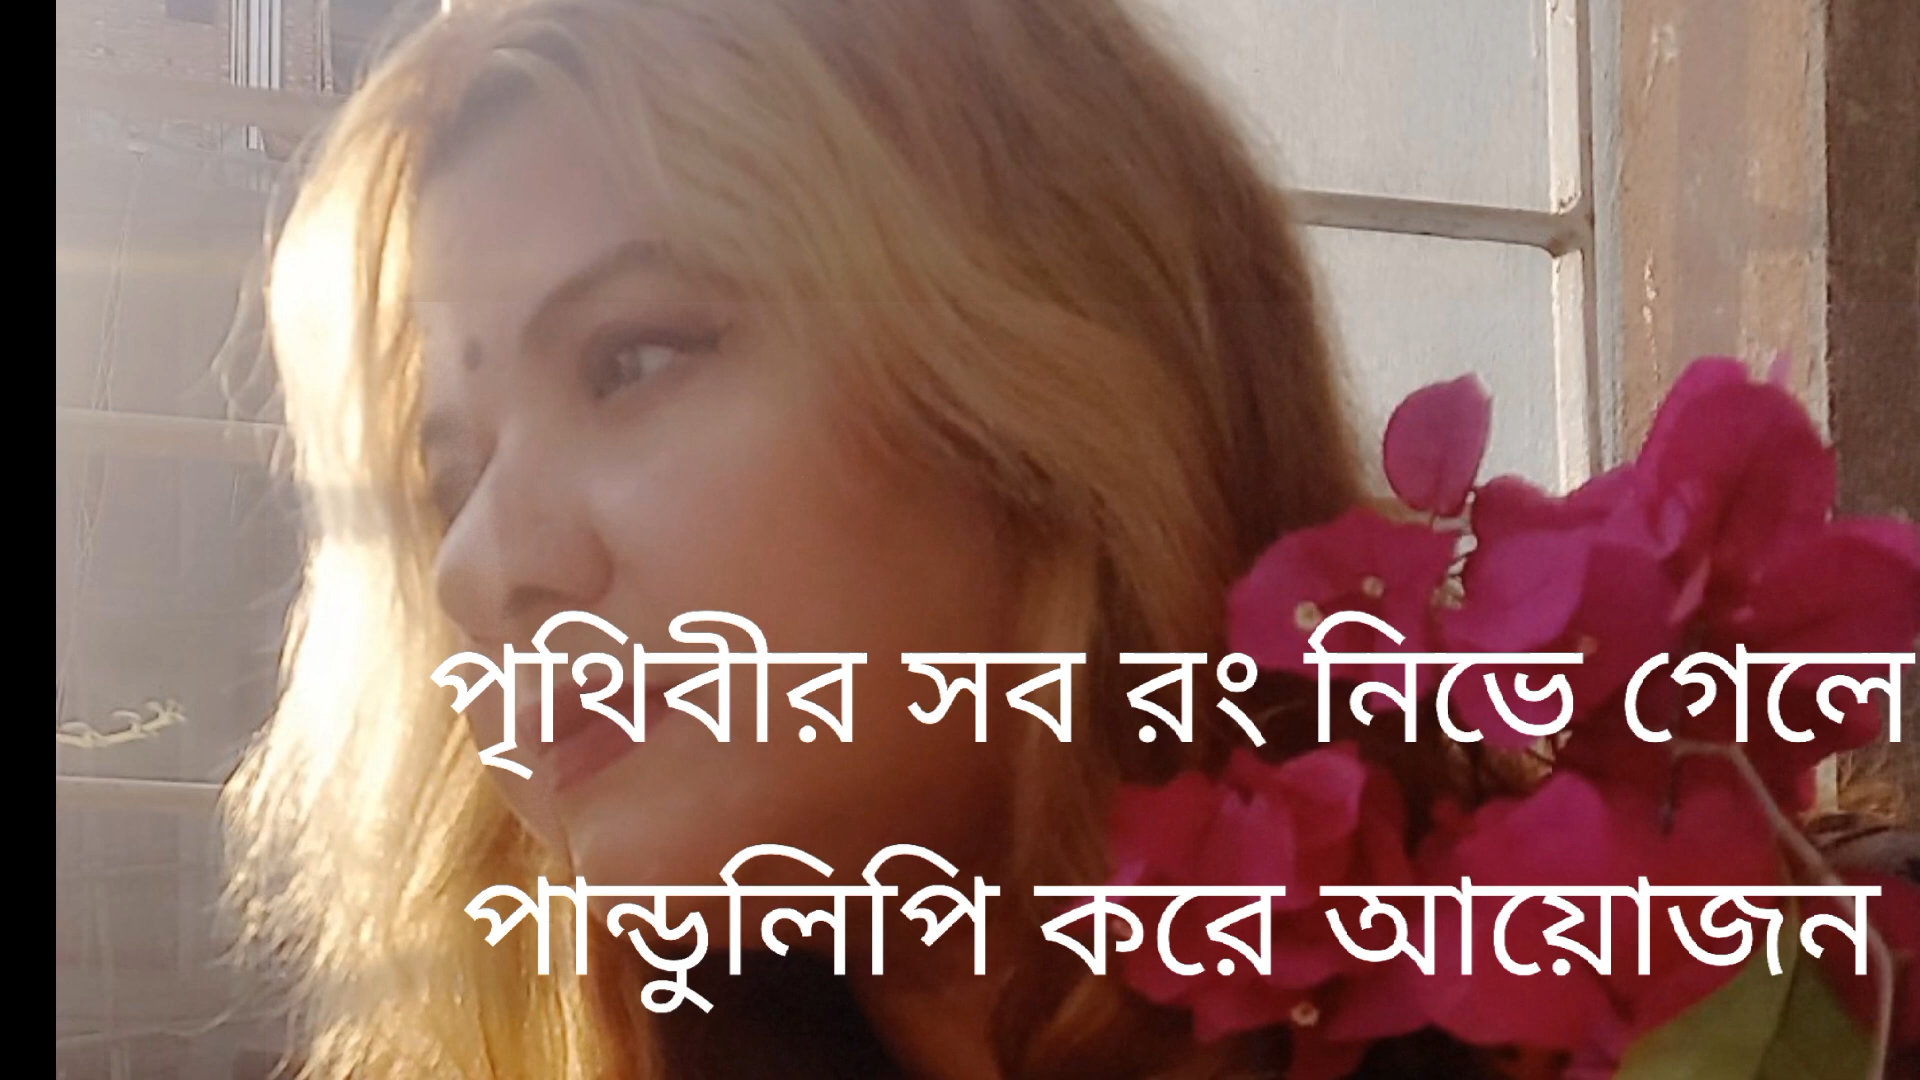 পৃথিবীর সব রং নিভে গেলে
পান্ডুলিপি করে আয়োজন